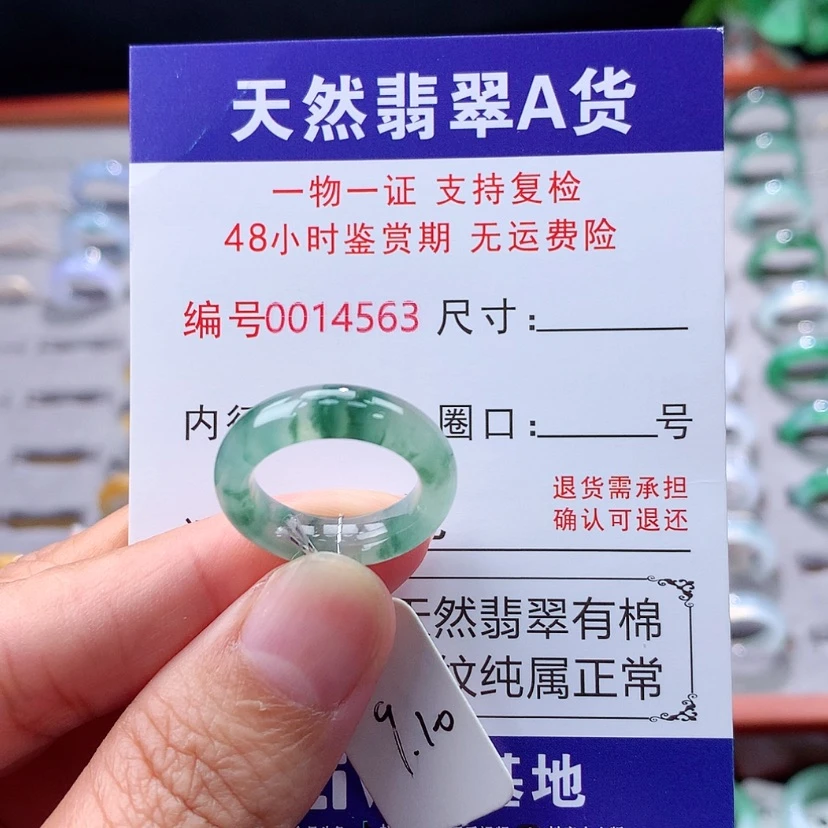 天然翡翠A货
一物一证 支持复检
48小时鉴赏期 无运费险
编号0014563 尺寸:
内 圈口: 号
退货需承担
确认可退还
然翡翠有棉
纹纯属正常
9.10
基地